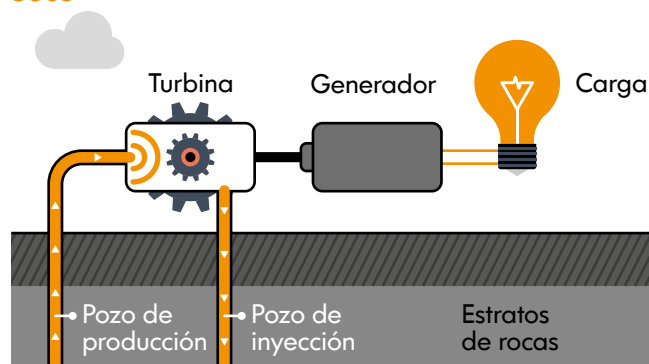 Turbina
Generador
Carga
Pozo de
producción
Pozo de
inyección
Estratos
de rocas